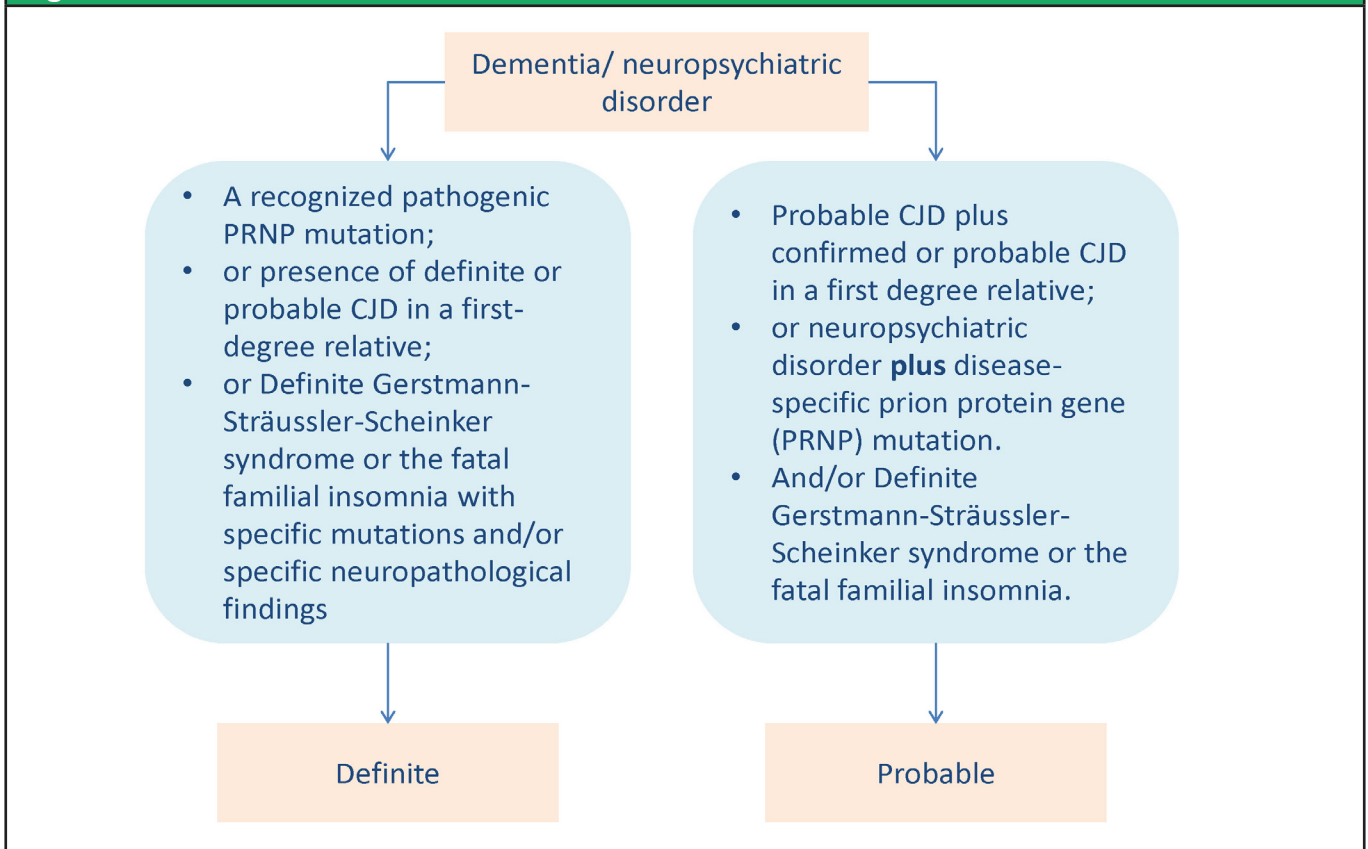 Dementia/ neuropsychiatric
disorder
• A recognized pathogenic
PRNP mutation;
• or presence of definite or
probable CJD in a first-
degree relative;
• or Definite Gerstmann-
Sträussler-Scheinker
syndrome or the fatal
familial insomnia with
specific mutations and/or
specific neuropathological
findings
• Probable CJD plus
confirmed or probable CJD
in a first degree relative;
• or neuropsychiatric
disorder plus disease-
specific prion protein gene
(PRNP) mutation.
• And/or Definite
Gerstmann-Sträussler-
Scheinker syndrome or the
fatal familial insomnia.
Definite
Probable